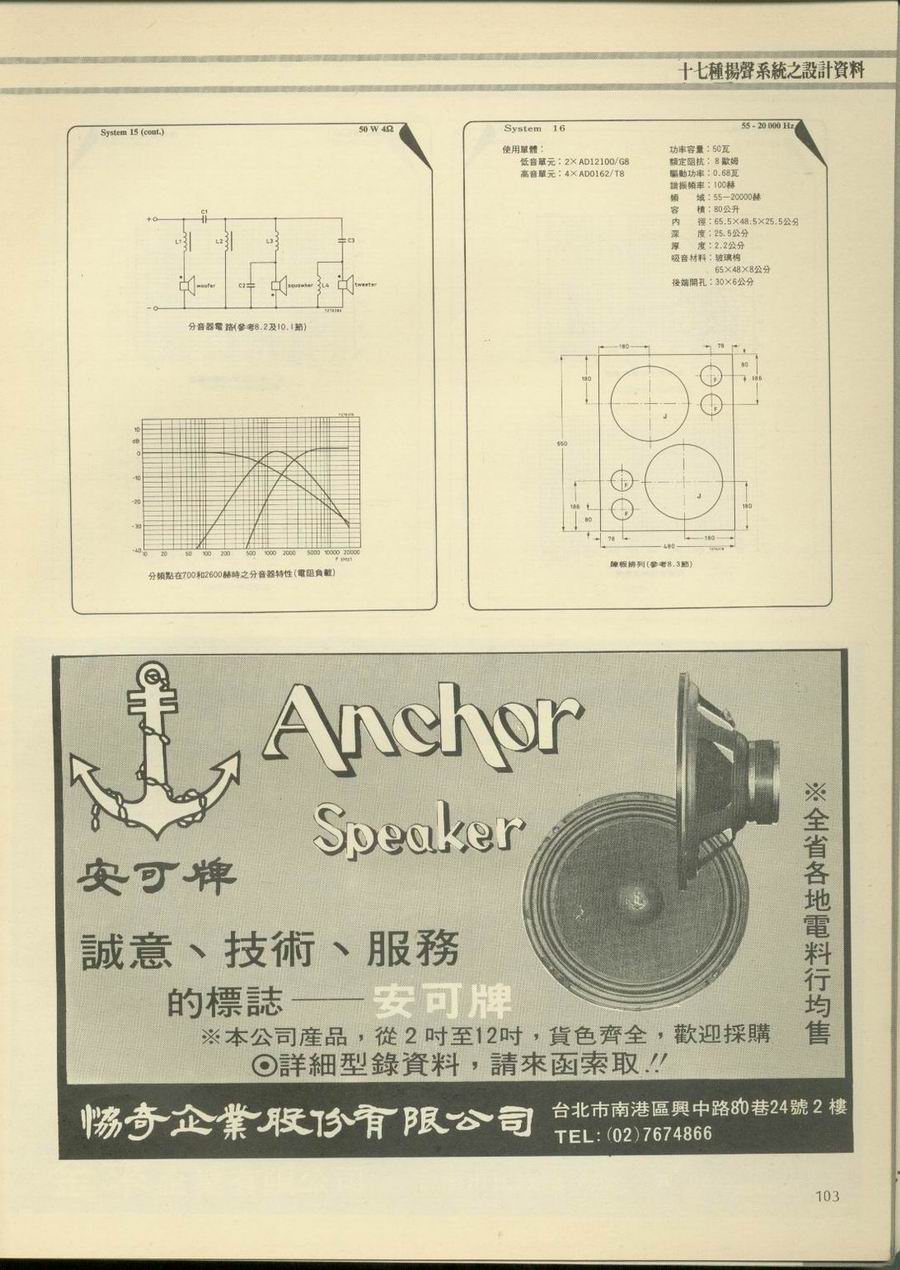 十七種揚聲系統之設計資料
System 15 (cont.)
50 W 4Ω
C1
L1
L2
L3
C3
C2
L4
woofer
squawker
tweeter
分音器電路(參考8.2及10.1節)
10
dB
0
-10
-20
-30
-40
10 20 50 100 200 500 1000 2000 5000 10000 20000
F (Hz)
分頻點在700和2600赫時之分音器特性(電阻負載)
System 16
55 - 20 000 Hz
使用單體：
低音單元：2×AD12100/G8
高音單元：4×AD0162/T8
功率容量：50瓦
額定阻抗：8歐姆
驅動功率：0.68瓦
諧振頻率：100赫
頻 域：55－20000赫
容 積：80公升
內 徑：65.5×48.5×25.5公分
深 度：25.5公分
厚 度：2.2公分
吸音材料：玻璃棉
65×48×8公分
後端開孔：30×6公分
180
78
80
186
180
650
J
F
F
F
F
J
186
80
180
78
180
480
障板排列(參考8.3節)
Anchor
Speaker
安可牌
誠意、技術、服務
的標誌——安可牌
※本公司產品，從2吋至12吋，貨色齊全，歡迎採購
⊙詳細型錄資料，請來函索取!!
※全省各地電料行均售
協奇企業股份有限公司
台北市南港區興中路80巷24號2樓
TEL:(02)7674866
103